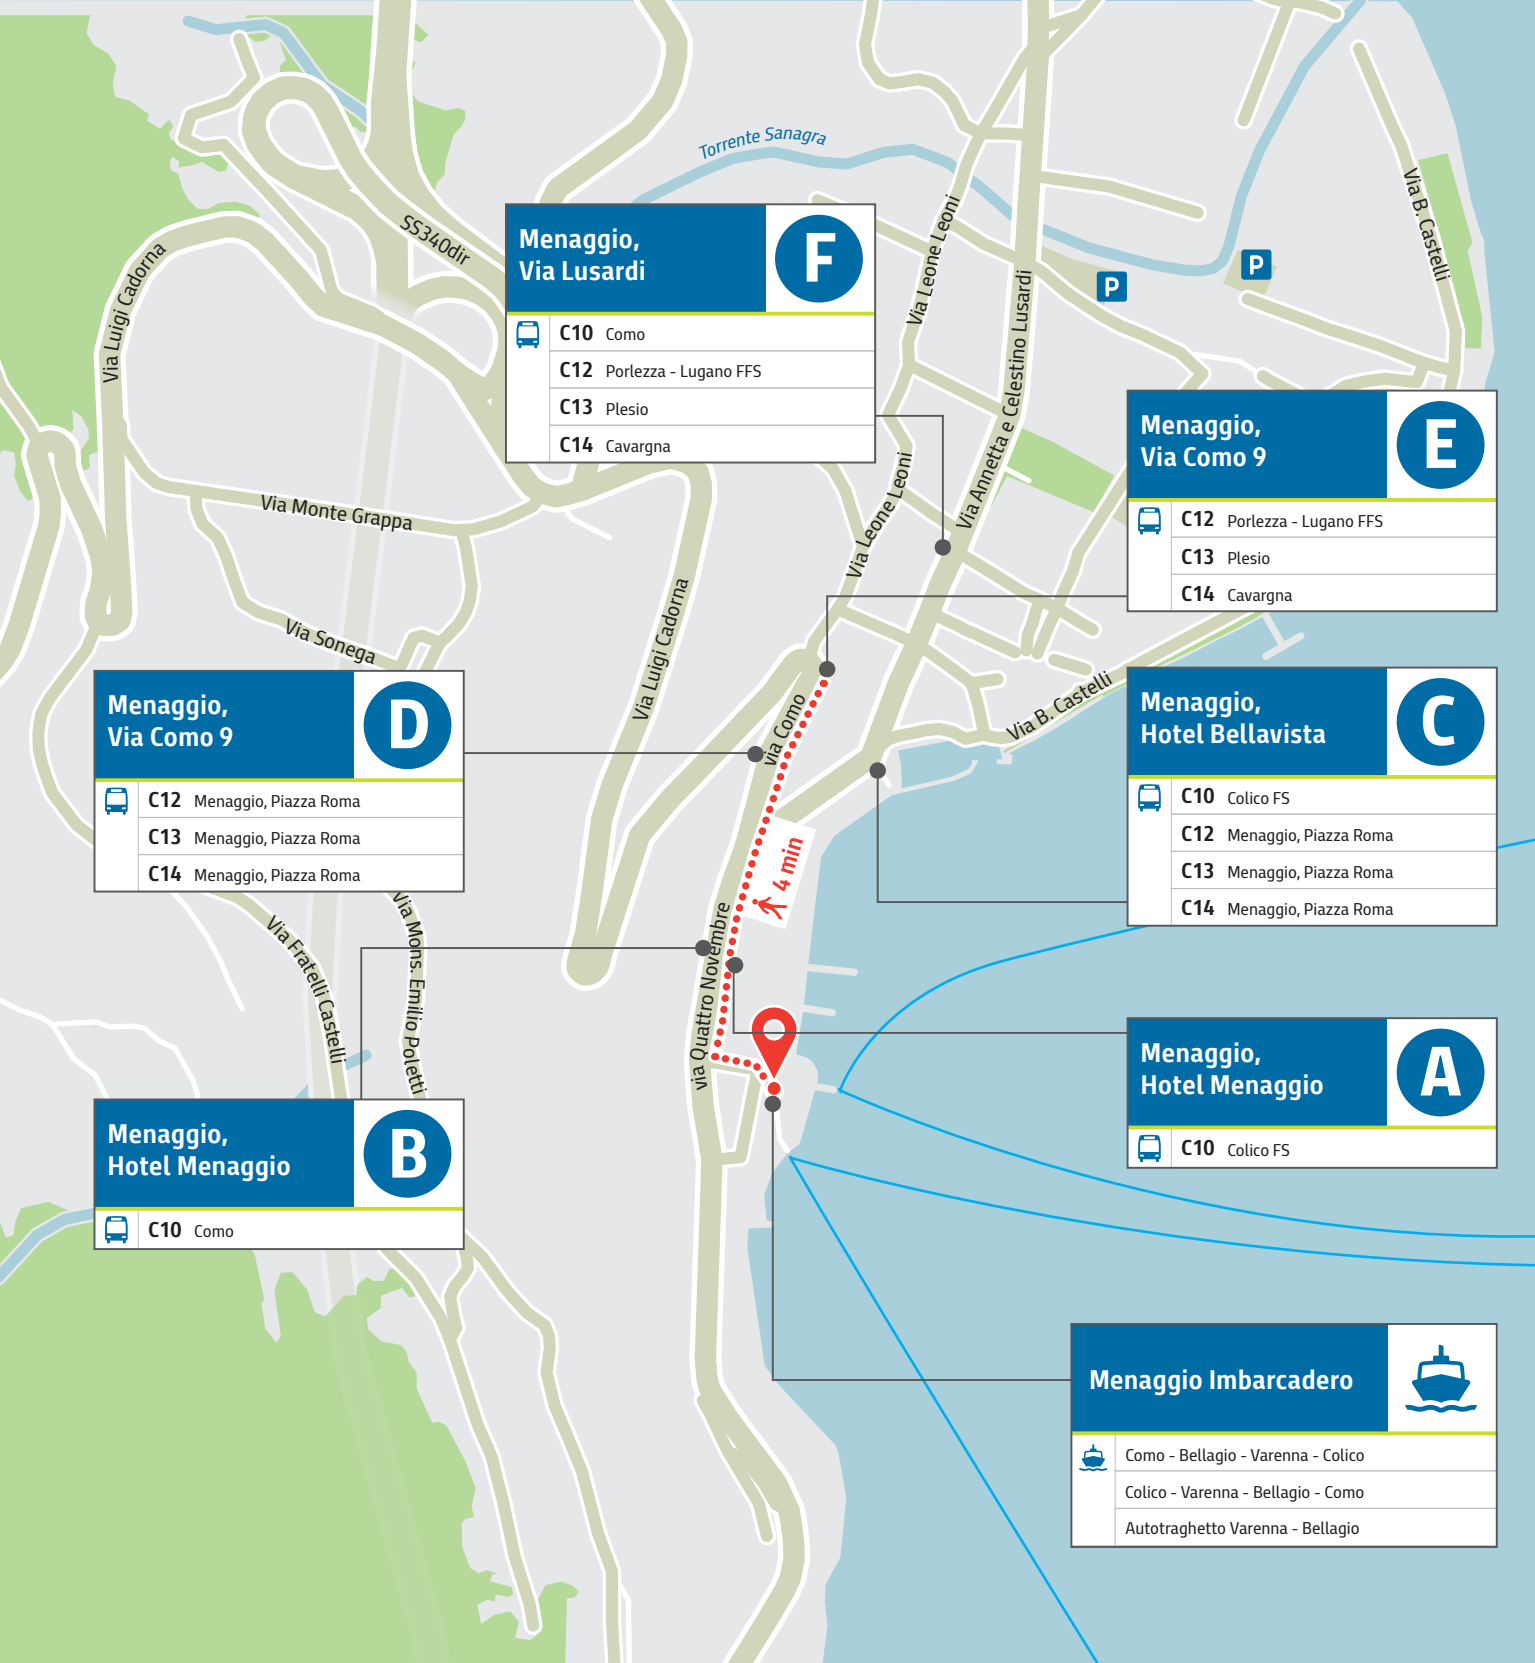 Torrente Sanagra
SS340dir
Via Luigi Cadorna
Via Leone Leoni
Via Annetta e Celestino Lusardi
Via B. Castelli
P
P
Menaggio,
Via Lusardi
F
C10 Como
C12 Porlezza - Lugano FFS
C13 Plesio
C14 Cavargna
Menaggio,
Via Como 9
E
C12 Porlezza - Lugano FFS
C13 Plesio
C14 Cavargna
Via Monte Grappa
Via Leone Leoni
Via Sonega
Via Luigi Cadorna
via Como
Via B. Castelli
Menaggio,
Via Como 9
D
C12 Menaggio, Piazza Roma
C13 Menaggio, Piazza Roma
C14 Menaggio, Piazza Roma
Menaggio,
Hotel Bellavista
C
C10 Colico FS
C12 Menaggio, Piazza Roma
C13 Menaggio, Piazza Roma
C14 Menaggio, Piazza Roma
4 min
Via Fratelli Castelli
Via Mons. Emilio Poletti
via Quattro Novembre
Menaggio,
Hotel Menaggio
A
C10 Colico FS
Menaggio,
Hotel Menaggio
B
C10 Como
Menaggio Imbarcadero
Como - Bellagio - Varenna - Colico
Colico - Varenna - Bellagio - Como
Autotraghetto Varenna - Bellagio